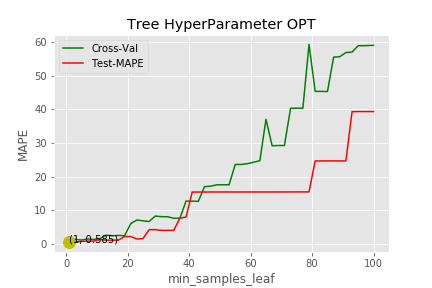 Tree HyperParameter OPT
Cross-Val
Test-MAPE
60
50
40
30
20
10
0
MAPE
(1, 0.585)
0 20 40 60 80 100
min_samples_leaf